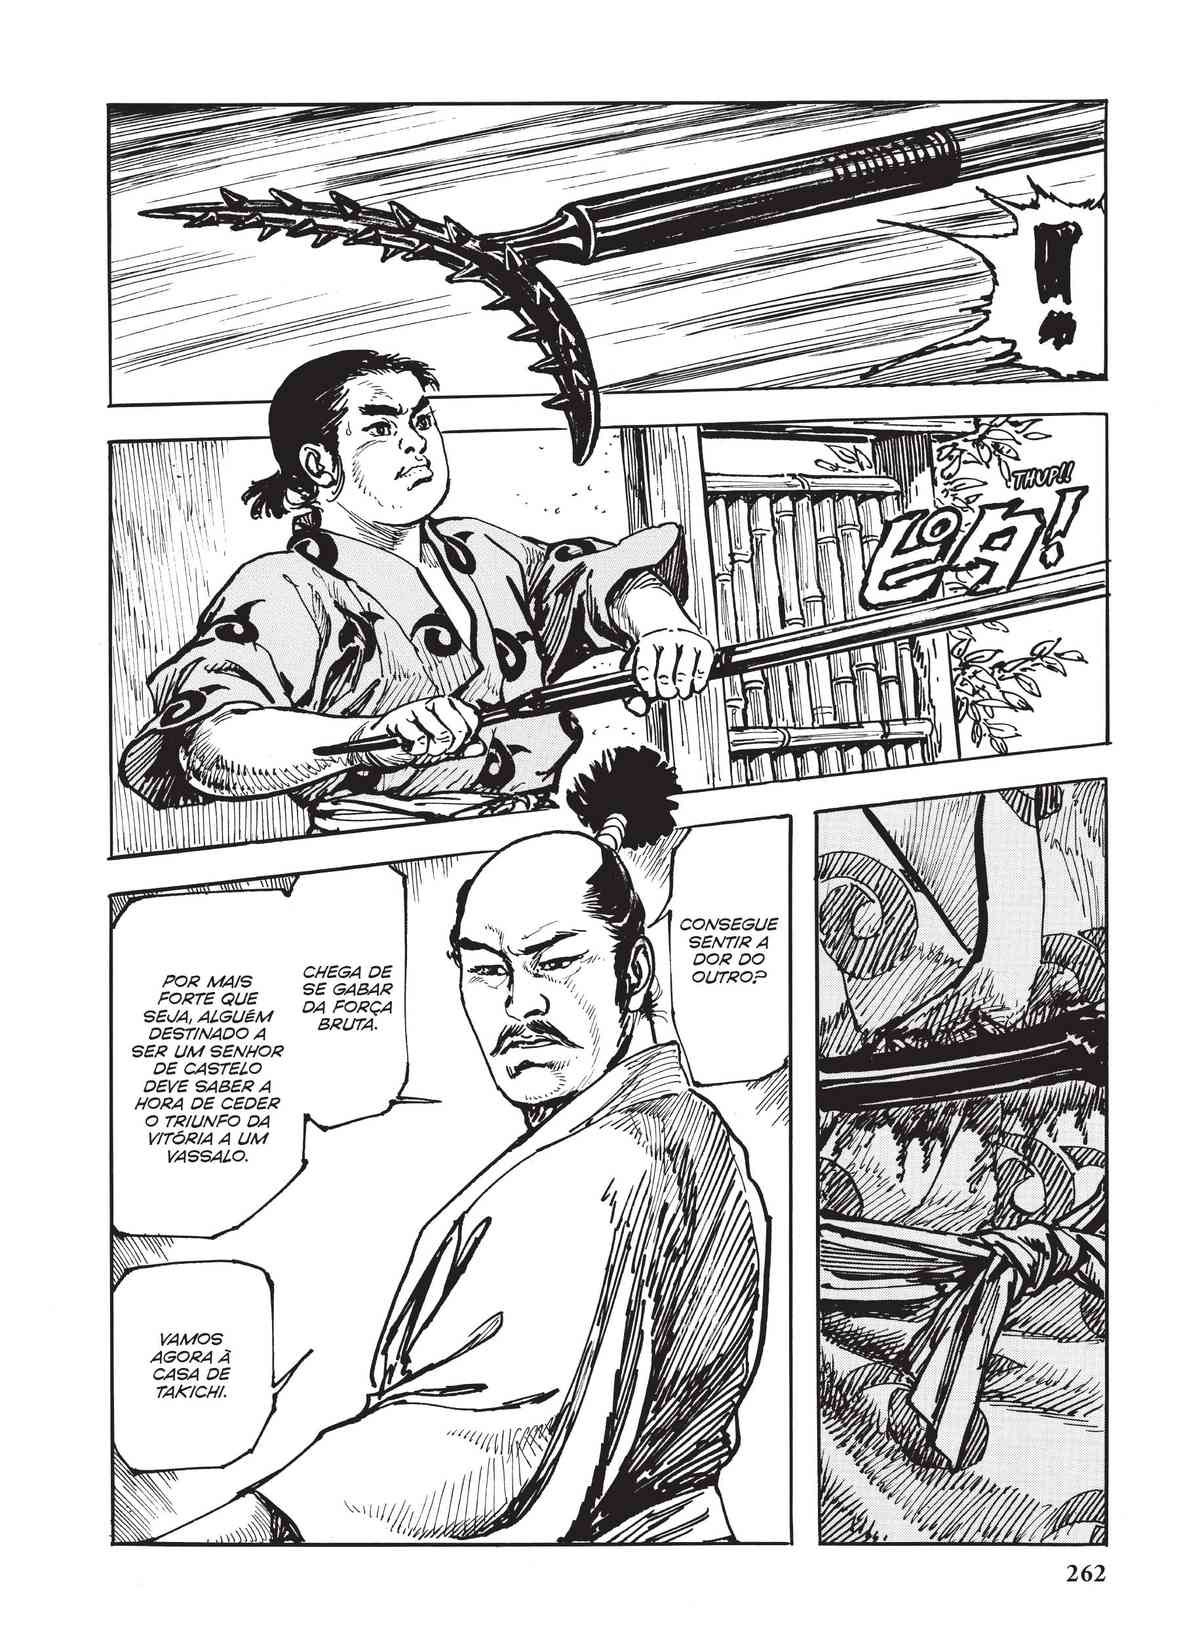 !
THUP!!
ピタ!
CONSEGUE
SENTIR A
DOR DO
OUTRO?
CHEGA DE
SE GABAR
DA FORÇA
BRUTA.
POR MAIS
FORTE QUE
SEJA, ALGUÉM
DESTINADO A
SER UM SENHOR
DE CASTELO
DEVE SABER A
HORA DE CEDER
O TRIUNFO DA
VITÓRIA A UM
VASSALO.
VAMOS
AGORA À
CASA DE
TAKICHI.
262